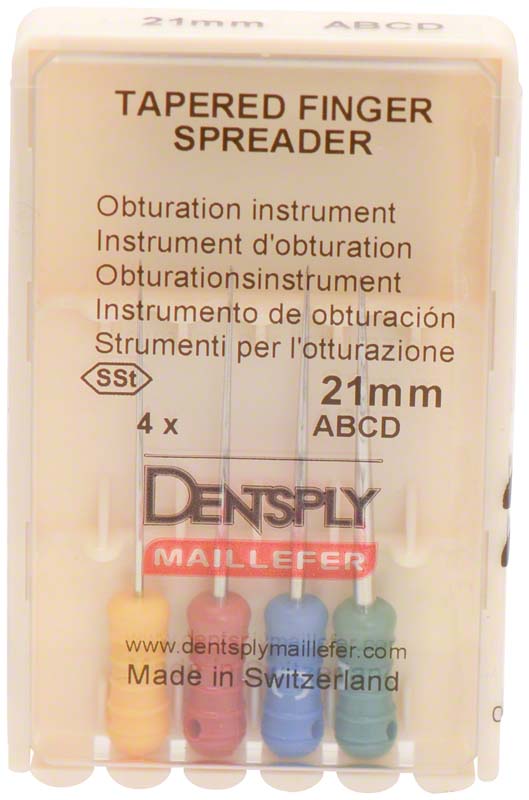 21mm ABCD
TAPERED FINGER
SPREADER
Obturation instrument
Instrument d'obturation
Obturationsinstrument
Instrumento de obturación
Strumenti per l'otturazione
SSt
21mm
4 x
ABCD
DENTSPLY
MAILLEFER
www.dentsplymaillefer.com
Made in Switzerland